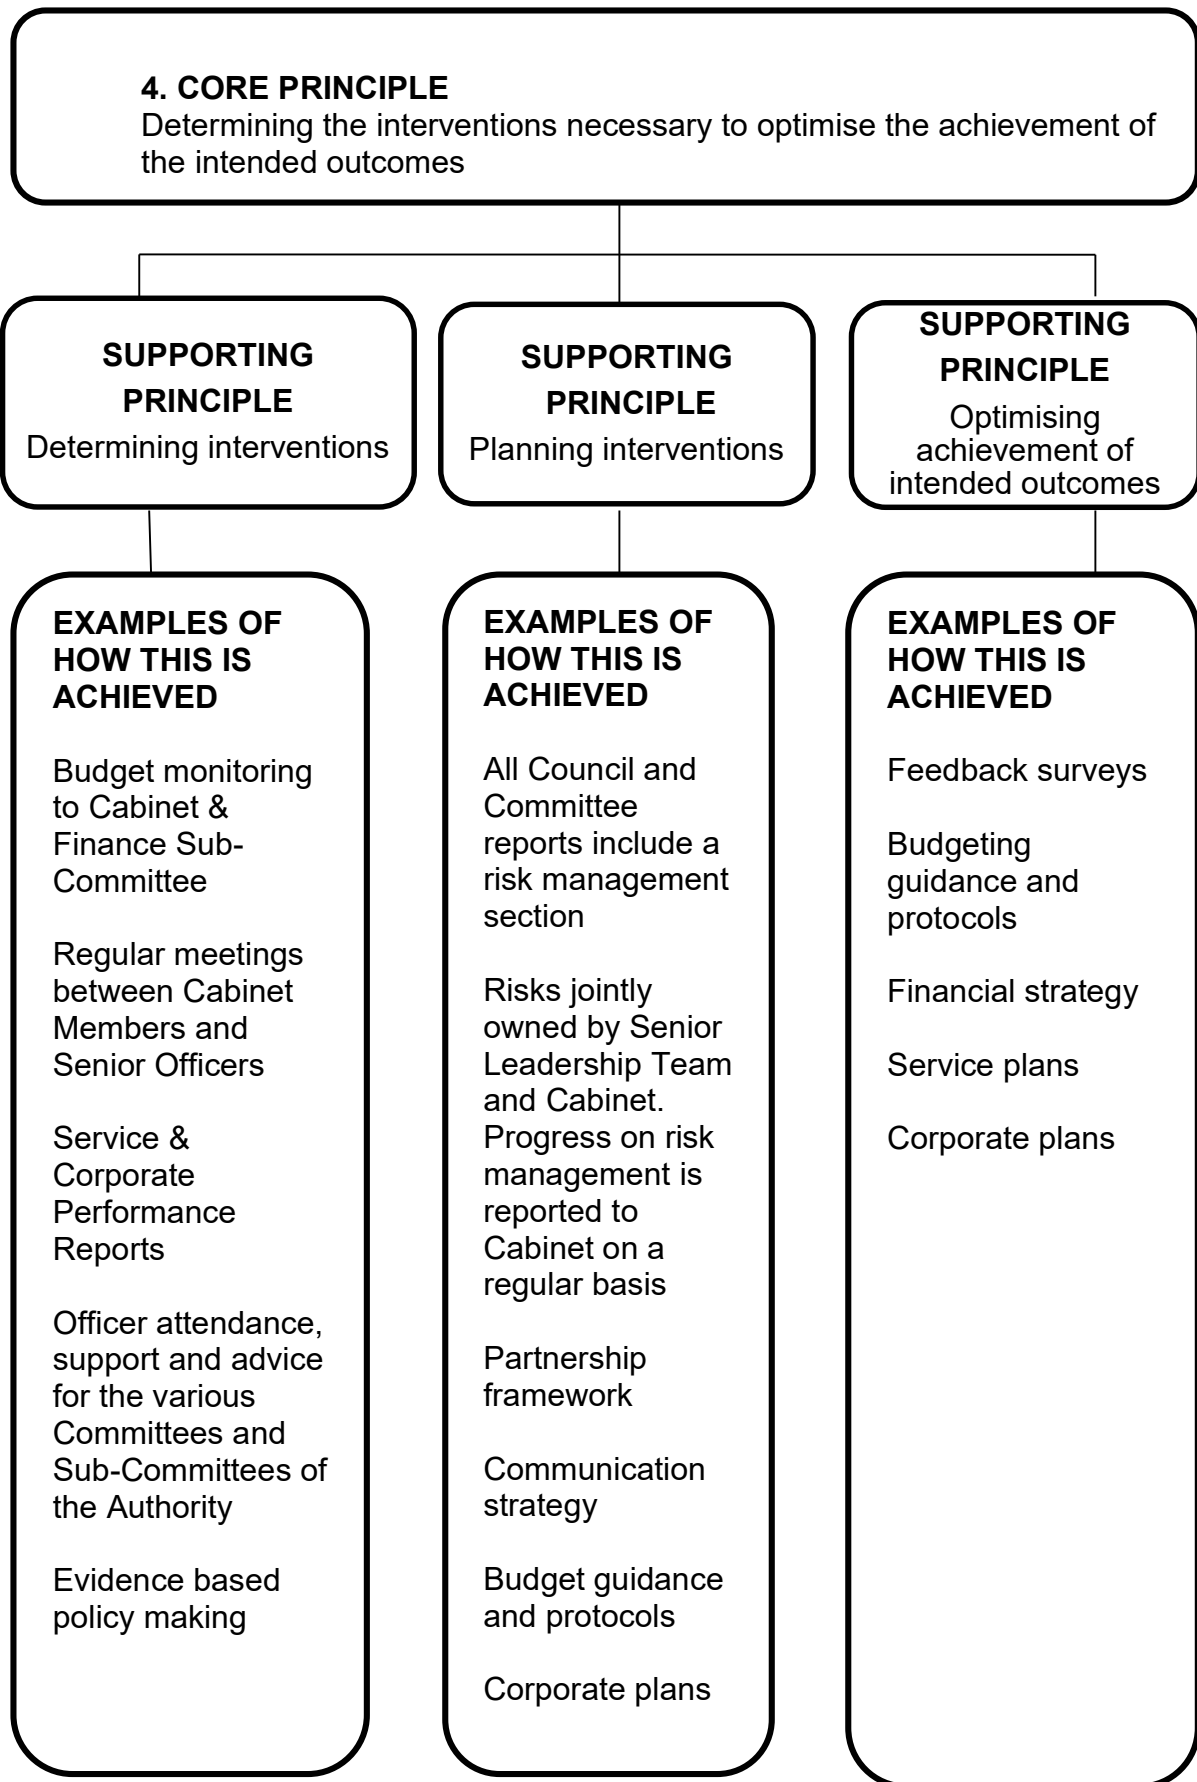 4. CORE PRINCIPLE
Determining the interventions necessary to optimise the achievement of
the intended outcomes
SUPPORTING
PRINCIPLE
Determining interventions
SUPPORTING
PRINCIPLE
Planning interventions
SUPPORTING
PRINCIPLE
Optimising
achievement of
intended outcomes
EXAMPLES OF
HOW THIS IS
ACHIEVED
Budget monitoring
to Cabinet &
Finance Sub-
Committee
Regular meetings
between Cabinet
Members and
Senior Officers
Service &
Corporate
Performance
Reports
Officer attendance,
support and advice
for the various
Committees and
Sub-Committees of
the Authority
Evidence based
policy making
EXAMPLES OF
HOW THIS IS
ACHIEVED
All Council and
Committee
reports include a
risk management
section
Risks jointly
owned by Senior
Leadership Team
and Cabinet.
Progress on risk
management is
reported to
Cabinet on a
regular basis
Partnership
framework
Communication
strategy
Budget guidance
and protocols
Corporate plans
EXAMPLES OF
HOW THIS IS
ACHIEVED
Feedback surveys
Budgeting
guidance and
protocols
Financial strategy
Service plans
Corporate plans